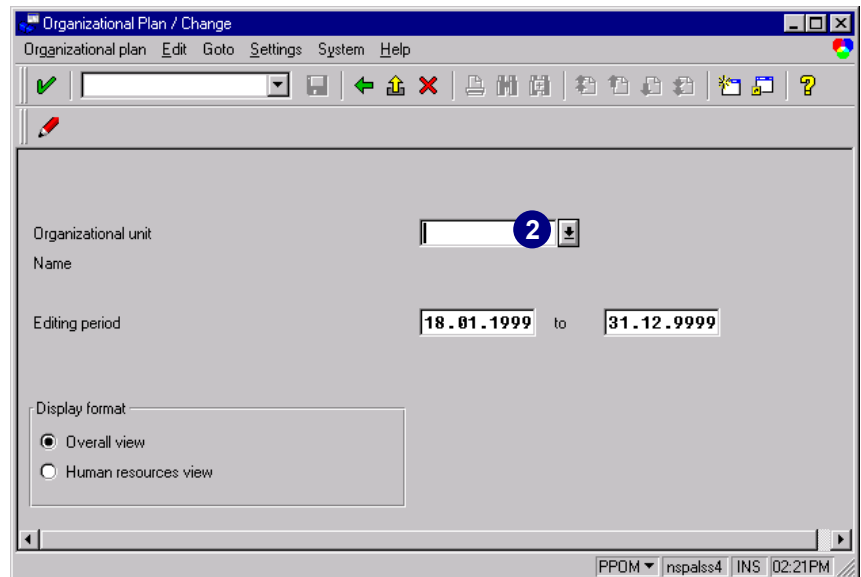 Organizational Plan / Change
Organizational plan Edit Goto Settings System Help
Organizational unit 2
Name
Editing period 18.01.1999 to 31.12.9999
Display format
Overall view
Human resources view
PPOM nspalss4 INS 02:21PM